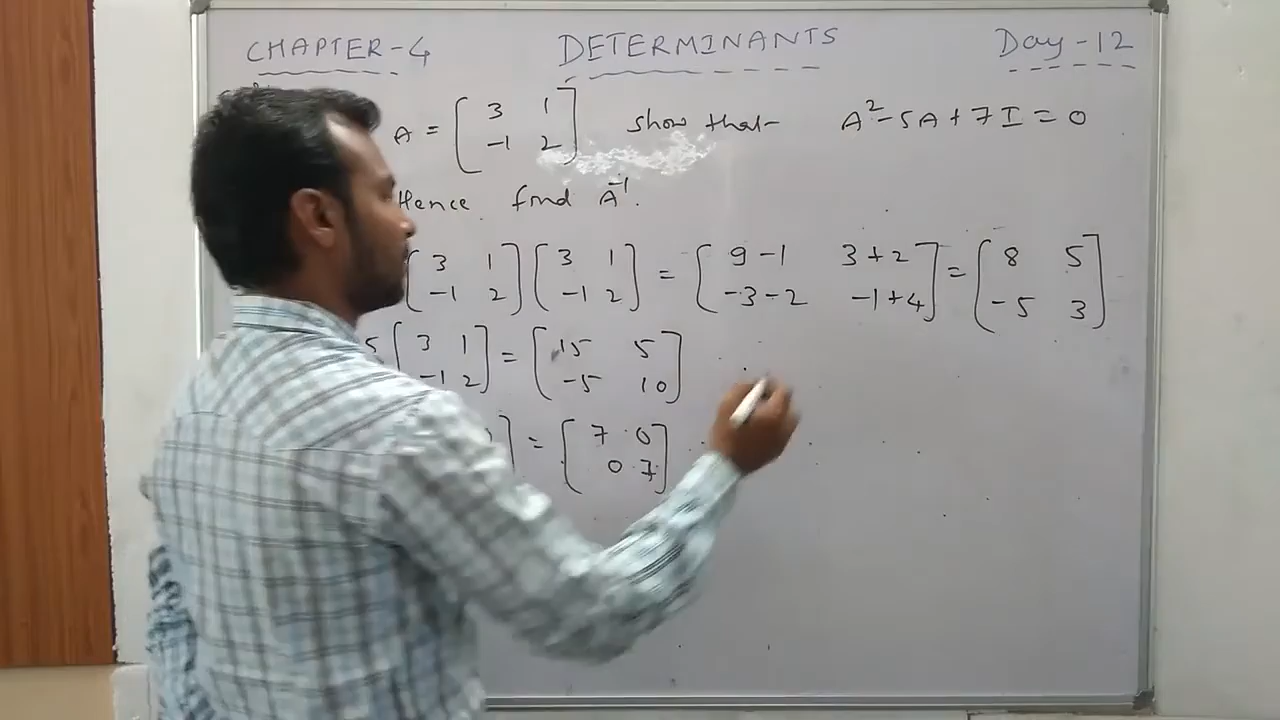 CHAPTER-4 DETERMINANTS Day-12
A = [ 3 1 show that A²-5A+7I=0
-1 2 ]
Hence find A⁻¹.
[ 3 1 ] [ 3 1 ] = [ 9-1 3+2 ] = [ 8 5 ]
-1 2 -1 2 -3-2 -1+4 -5 3
5 [ 3 1 ] = [ 15 5 ]
-1 2 -5 10
] = [ 7 0 ]
0 7